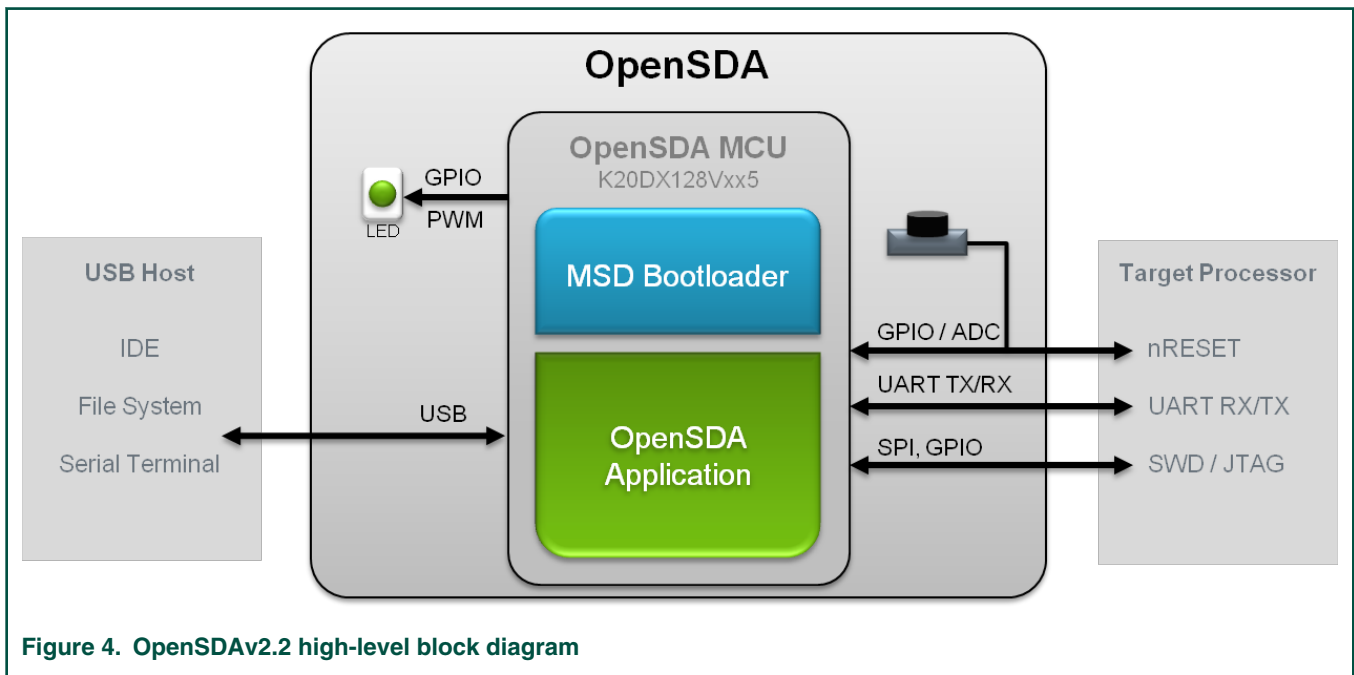 OpenSDA
OpenSDA MCU
K20DX128Vxx5
GPIO
PWM
LED
MSD Bootloader
OpenSDA
Application
USB Host
IDE
File System
Serial Terminal
USB
GPIO / ADC
UART TX/RX
SPI, GPIO
Target Processor
nRESET
UART RX/TX
SWD / JTAG
Figure 4. OpenSDAv2.2 high-level block diagram